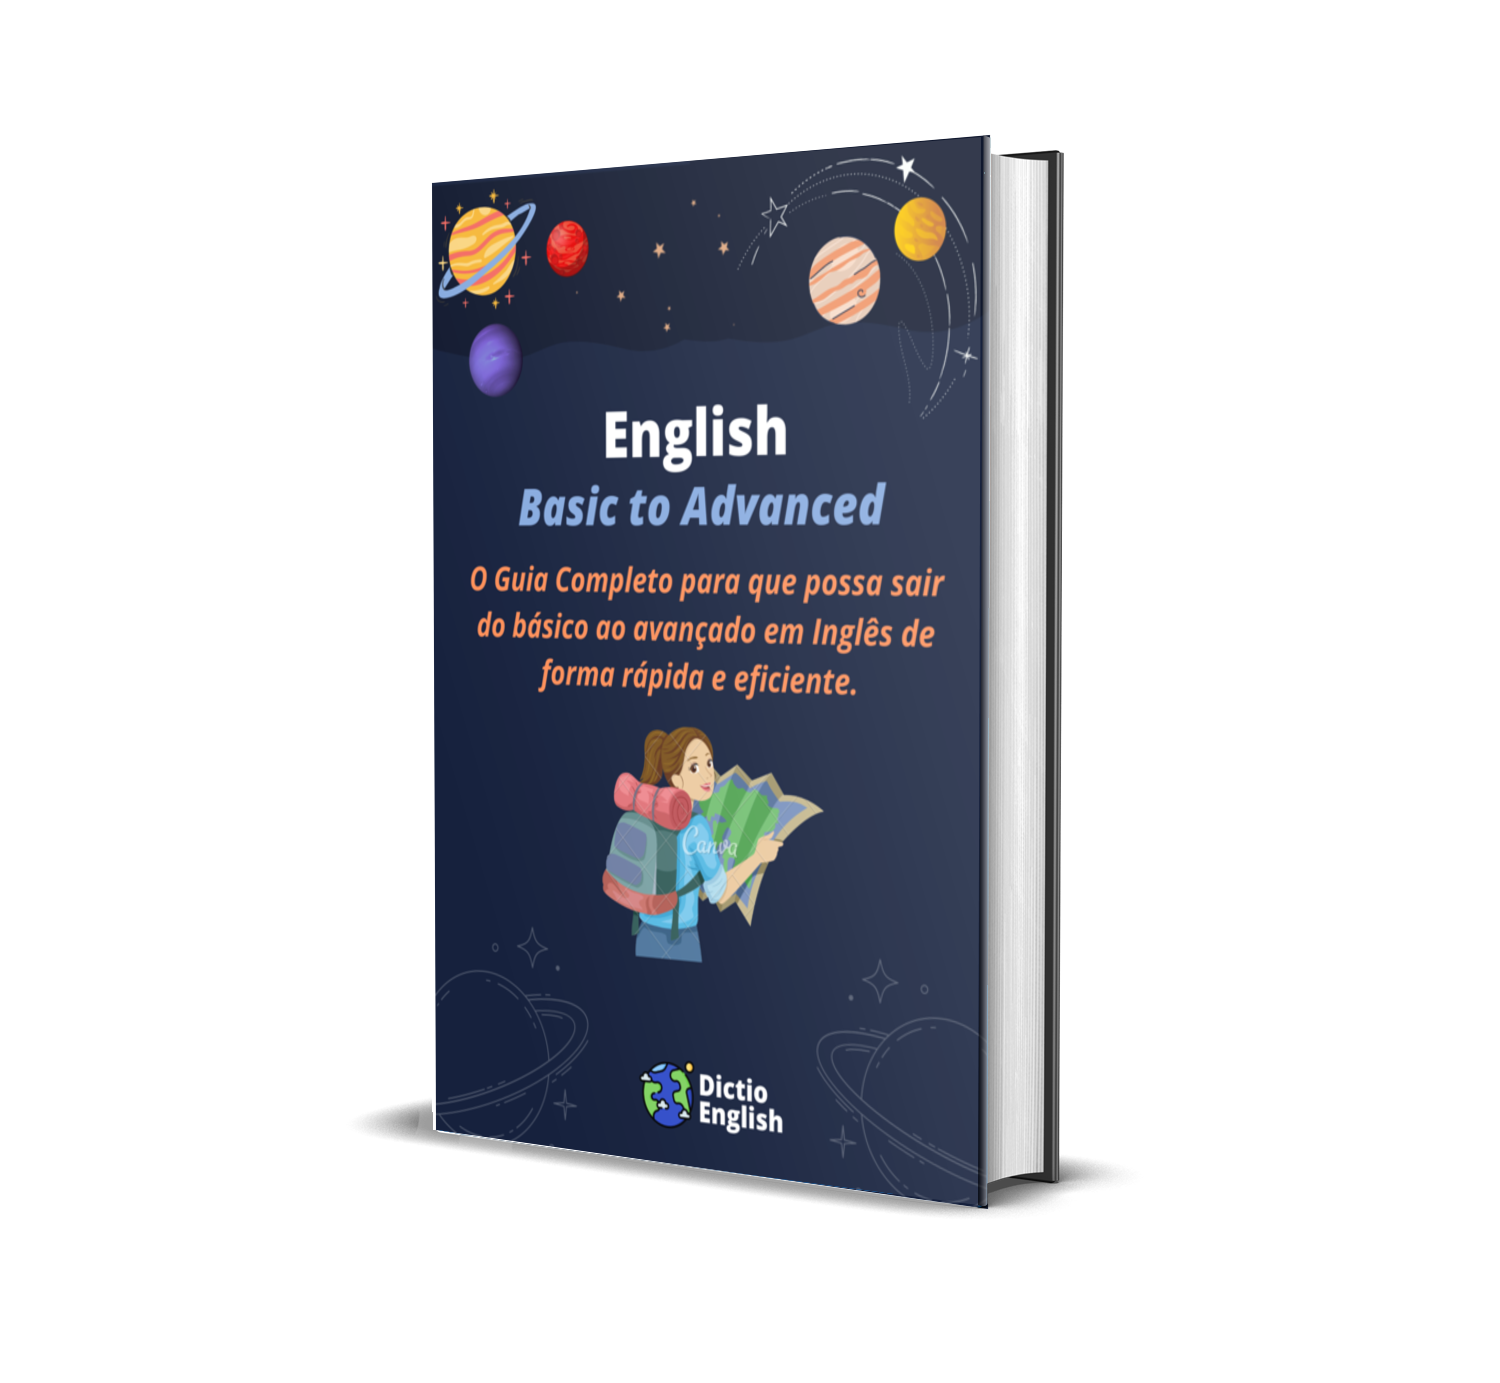 English
Basic to Advanced
O Guia Completo para que possa sair
do básico ao avançado em Inglês de
forma rápida e eficiente.
Canva
Dictio
English